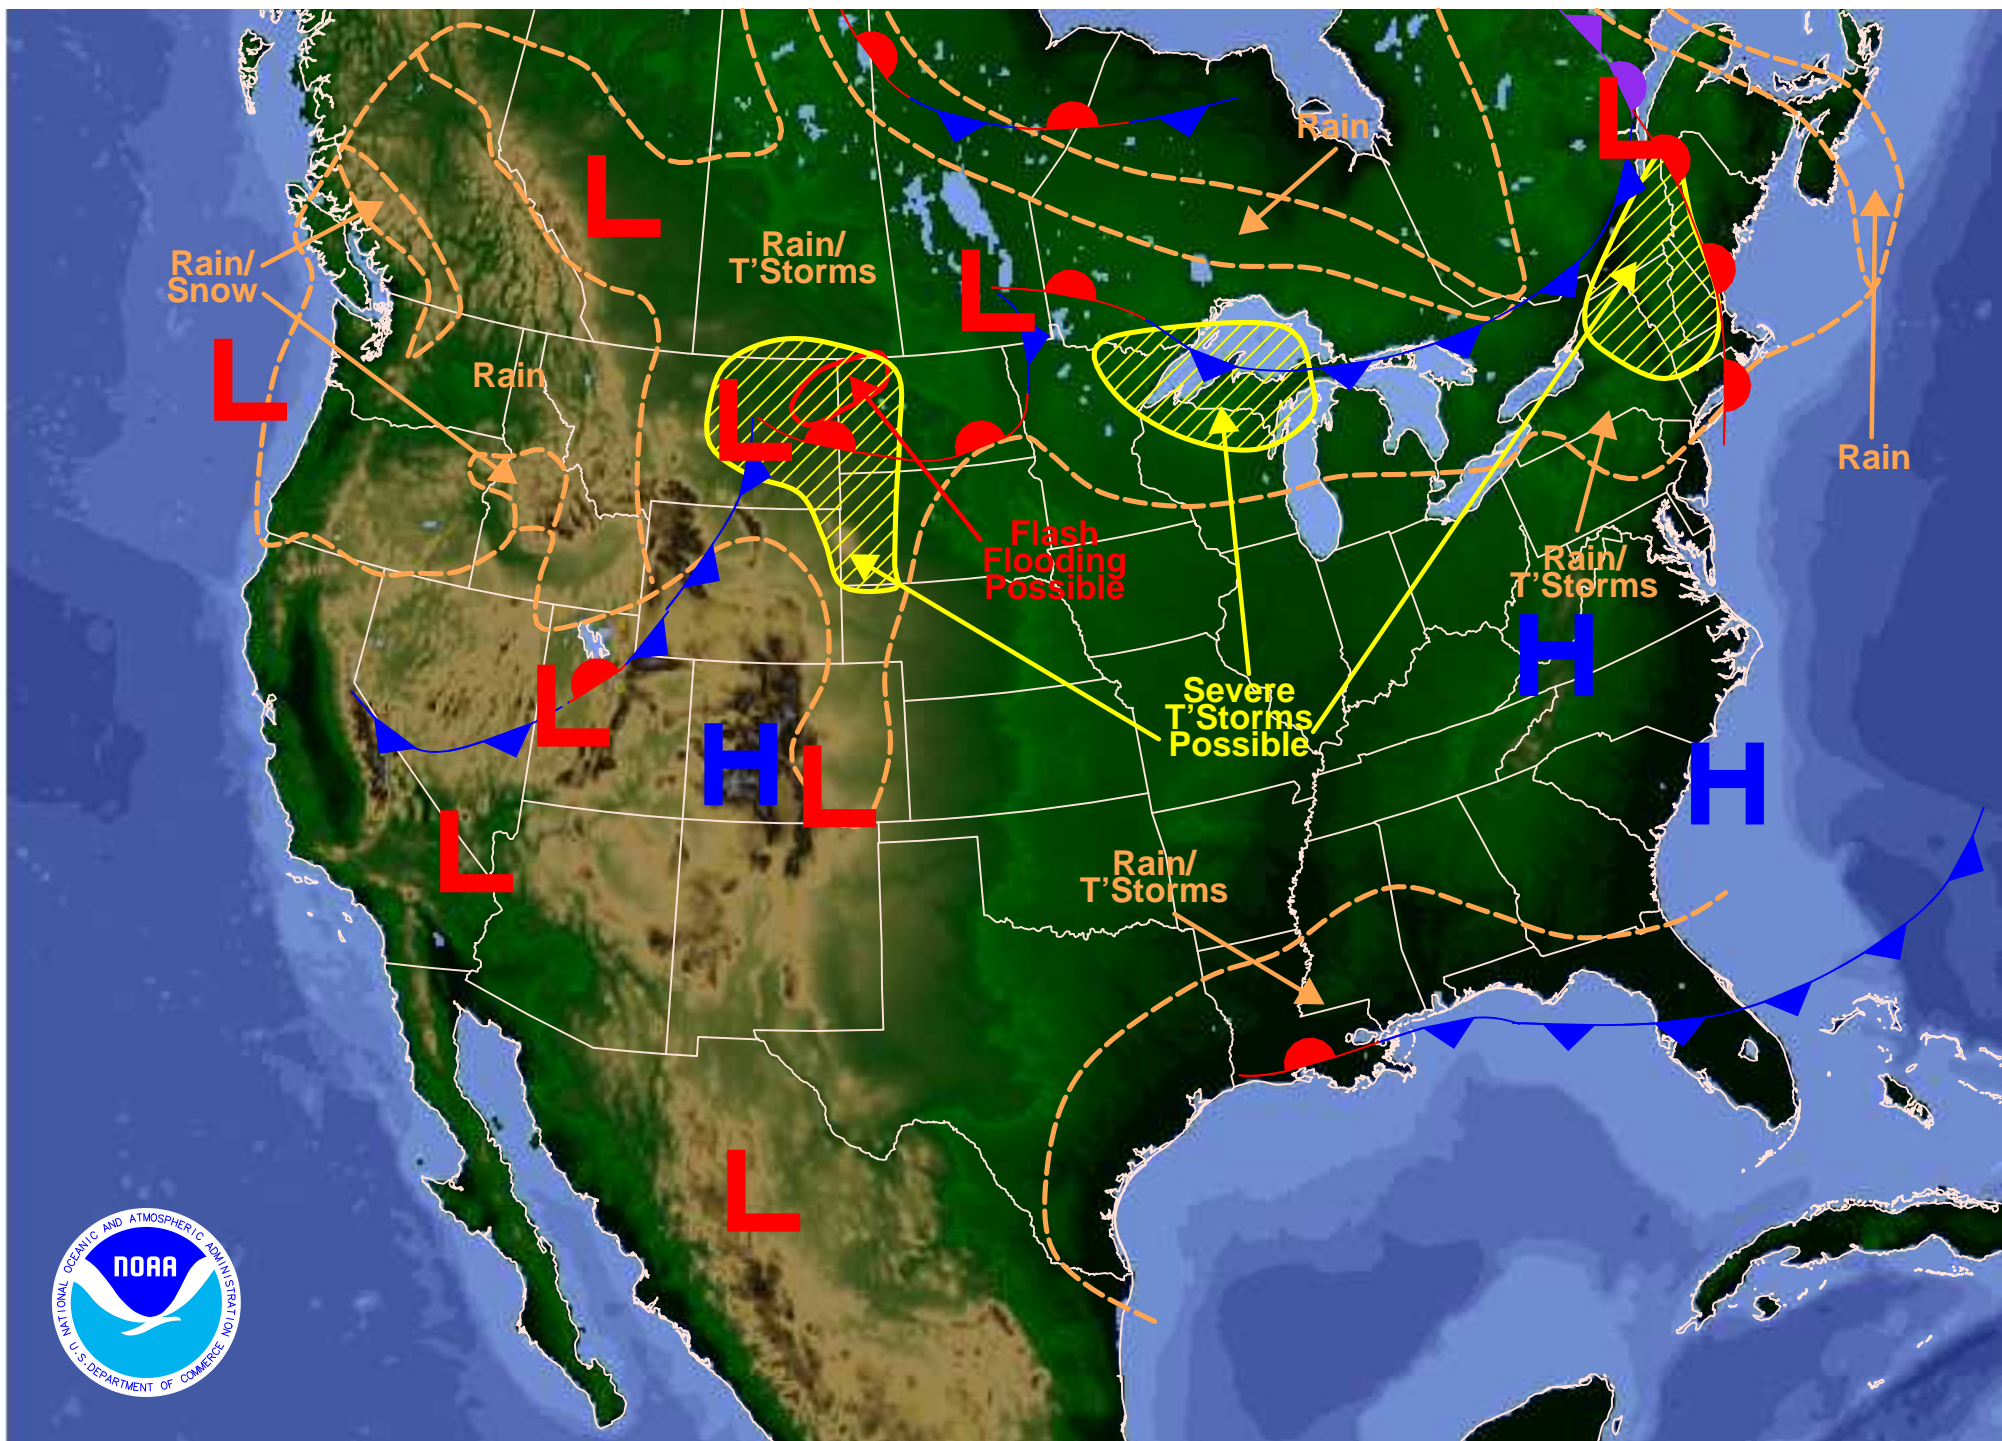 Rain
Rain/
T'Storms
Rain/
Snow
Rain
Rain
Flash
Flooding
Possible
Rain/
T'Storms
Severe
T'Storms
Possible
Rain/
T'Storms
L
L
L
L
L
L
L
L
L
H
H
H
NATIONAL OCEANIC AND ATMOSPHERIC ADMINISTRATION
NOAA
U.S. DEPARTMENT OF COMMERCE